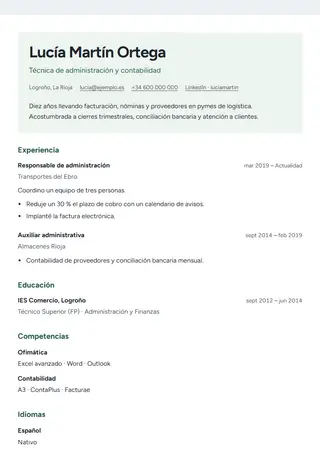 Lucía Martín Ortega
Técnica de administración y contabilidad
Logroño, La Rioja lucia@ejemplo.es +34 600 000 000 LinkedIn · luciamartin
Diez años llevando facturación, nóminas y proveedores en pymes de logística.
Acostumbrada a cierres trimestrales, conciliación bancaria y atención a clientes.
Experiencia
Responsable de administración mar 2019 – Actualidad
Transportes del Ebro
Coordino un equipo de tres personas.
• Reduje un 30 % el plazo de cobro con un calendario de avisos.
• Implanté la factura electrónica.
Auxiliar administrativa sept 2014 – feb 2019
Almacenes Rioja
• Contabilidad de proveedores y conciliación bancaria mensual.
Educación
IES Comercio, Logroño sept 2012 – jun 2014
Técnico Superior (FP) · Administración y Finanzas
Competencias
Ofimática
Excel avanzado · Word · Outlook
Contabilidad
A3 · ContaPlus · Facturae
Idiomas
Español
Nativo